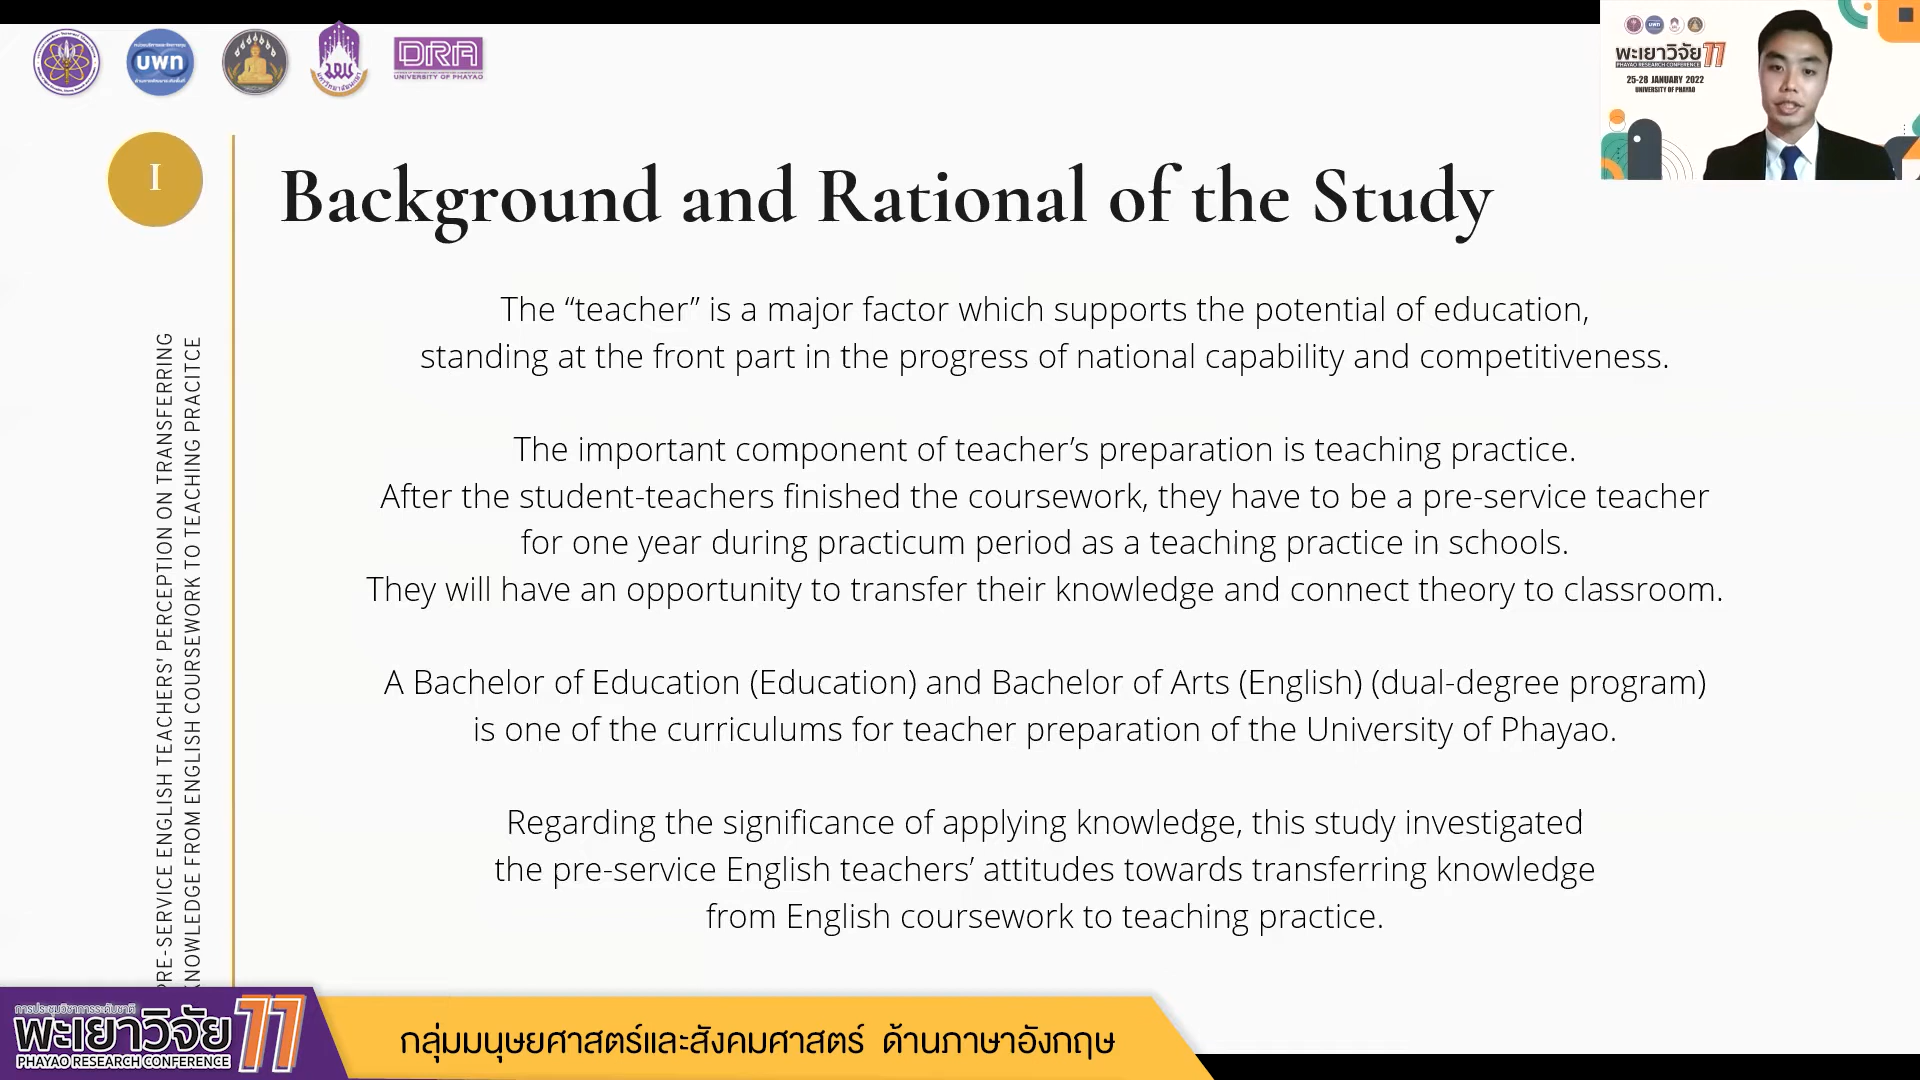 อพท
DRA
UNIVERSITY OF PHAYAO
พะเยาวิจัย 11
PHAYAO RESEARCH CONFERENCE
25-28 JANUARY 2022
UNIVERSITY OF PHAYAO
I
Background and Rational of the Study
PRE-SERVICE ENGLISH TEACHERS' PERCEPTION ON TRANSFERRING
KNOWLEDGE FROM ENGLISH COURSEWORK TO TEACHING PRACITCE
The “teacher” is a major factor which supports the potential of education,
standing at the front part in the progress of national capability and competitiveness.
The important component of teacher’s preparation is teaching practice.
After the student-teachers finished the coursework, they have to be a pre-service teacher
for one year during practicum period as a teaching practice in schools.
They will have an opportunity to transfer their knowledge and connect theory to classroom.
A Bachelor of Education (Education) and Bachelor of Arts (English) (dual-degree program)
is one of the curriculums for teacher preparation of the University of Phayao.
Regarding the significance of applying knowledge, this study investigated
the pre-service English teachers’ attitudes towards transferring knowledge
from English coursework to teaching practice.
การประชุมวิชาการระดับชาติ
พะเยาวิจัย 11
PHAYAO RESEARCH CONFERENCE
กลุ่มมนุษยศาสตร์และสังคมศาสตร์ ด้านภาษาอังกฤษ